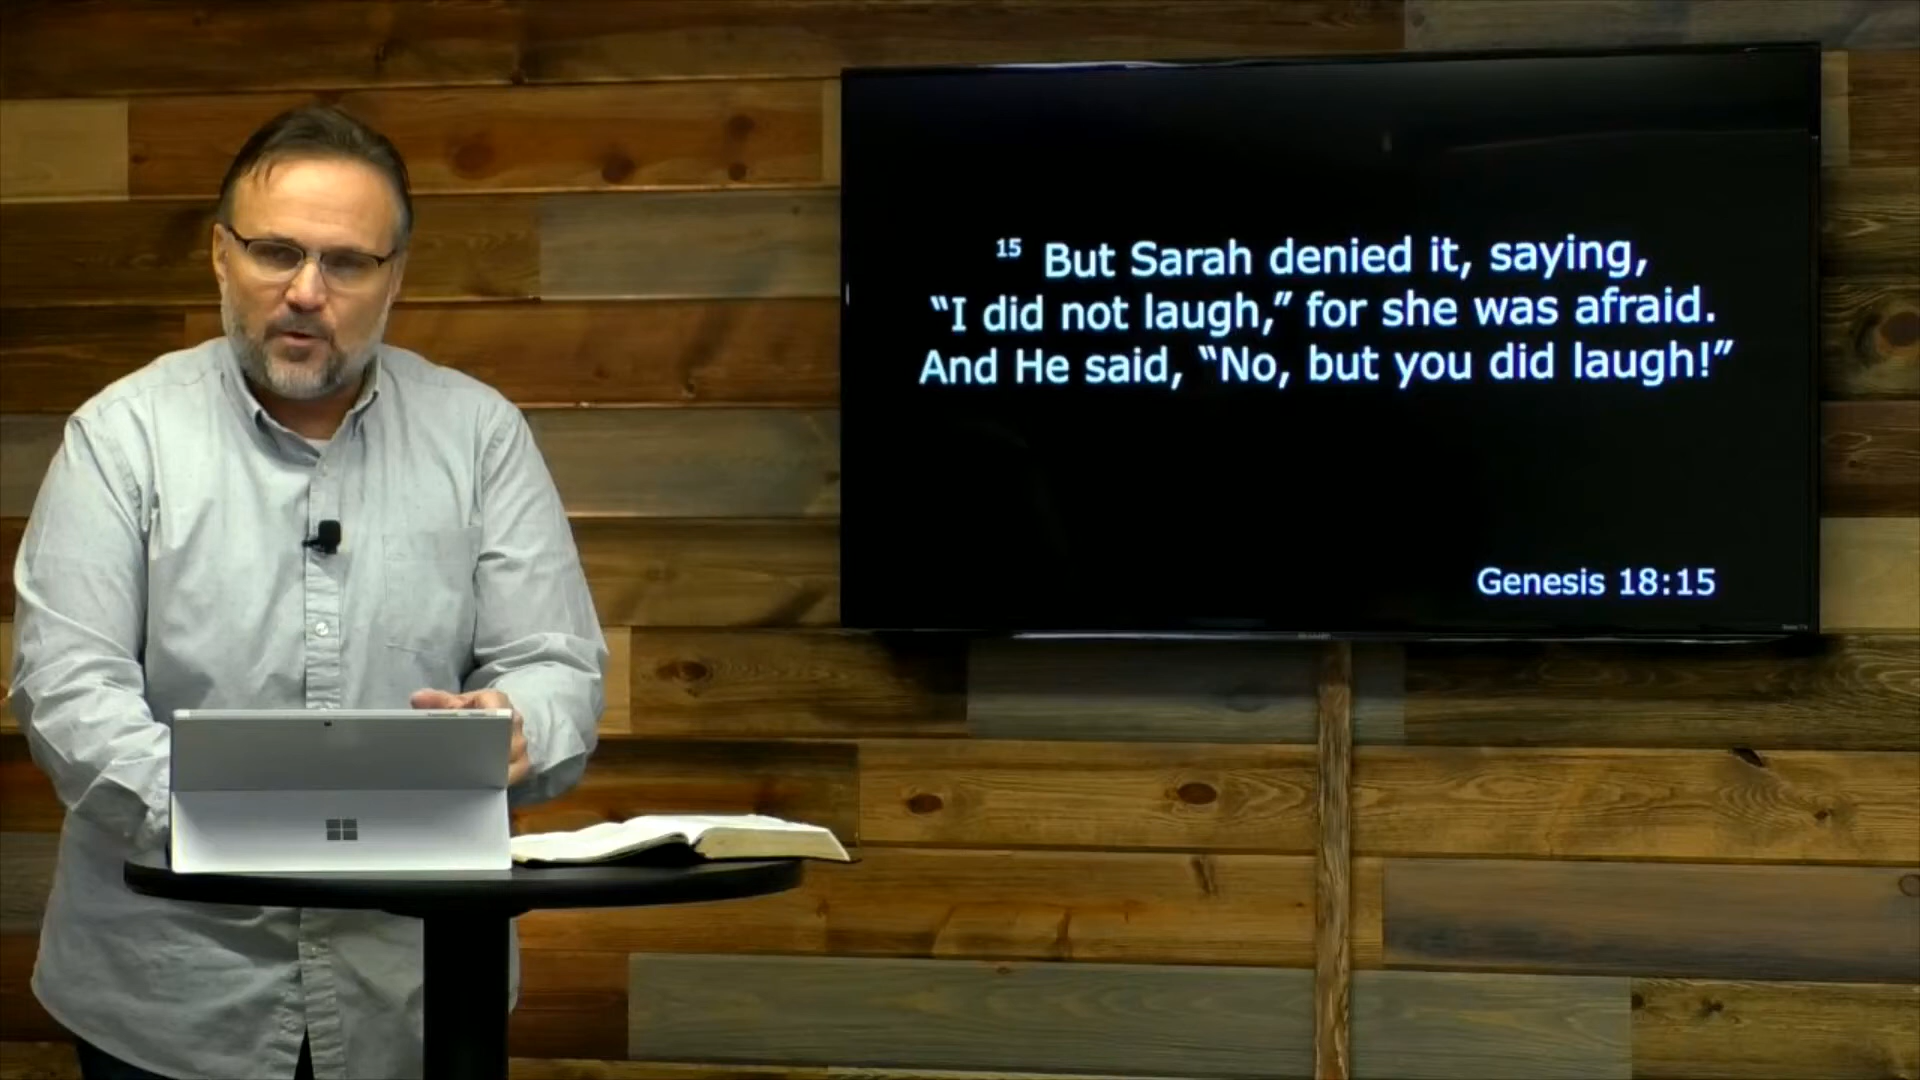 15 But Sarah denied it, saying,
“I did not laugh,” for she was afraid.
And He said, “No, but you did laugh!”
Genesis 18:15